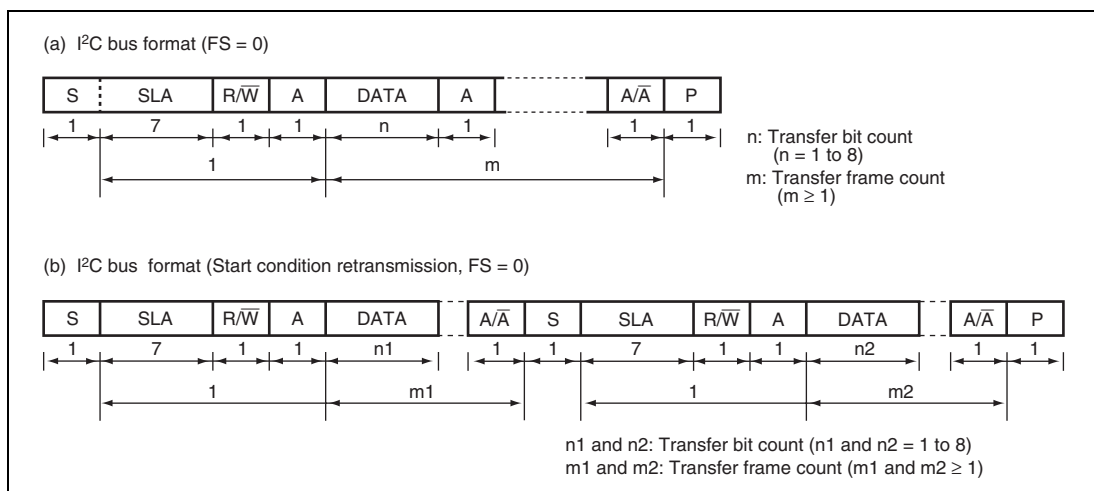 (a) I²C bus format (FS = 0)
S SLA R/W̅ A DATA A A/A̅ P
1 7 1 1 n 1 1 1
1 m
n: Transfer bit count
(n = 1 to 8)
m: Transfer frame count
(m ≥ 1)
(b) I²C bus format (Start condition retransmission, FS = 0)
S SLA R/W̅ A DATA A/A̅ S SLA R/W̅ A DATA A/A̅ P
1 7 1 1 n1 1 1 7 1 1 n2 1 1
1 m1 1 m2
n1 and n2: Transfer bit count (n1 and n2 = 1 to 8)
m1 and m2: Transfer frame count (m1 and m2 ≥ 1)